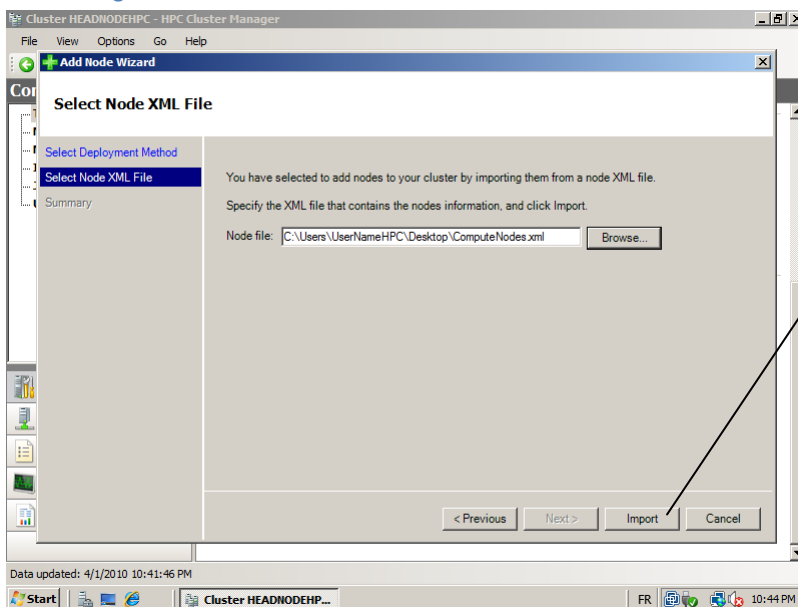 Cluster HEADNODEHPC - HPC Cluster Manager
File View Options Go Help
Add Node Wizard
Select Node XML File
Select Deployment Method
Select Node XML File
Summary
You have selected to add nodes to your cluster by importing them from a node XML file.
Specify the XML file that contains the nodes information, and click Import.
Node file: C:\Users\UserNameHPC\Desktop\ComputeNodes.xml Browse...
< Previous Next > Import Cancel
Data updated: 4/1/2010 10:41:46 PM
Start Cluster HEADNODEHP... FR 10:44 PM